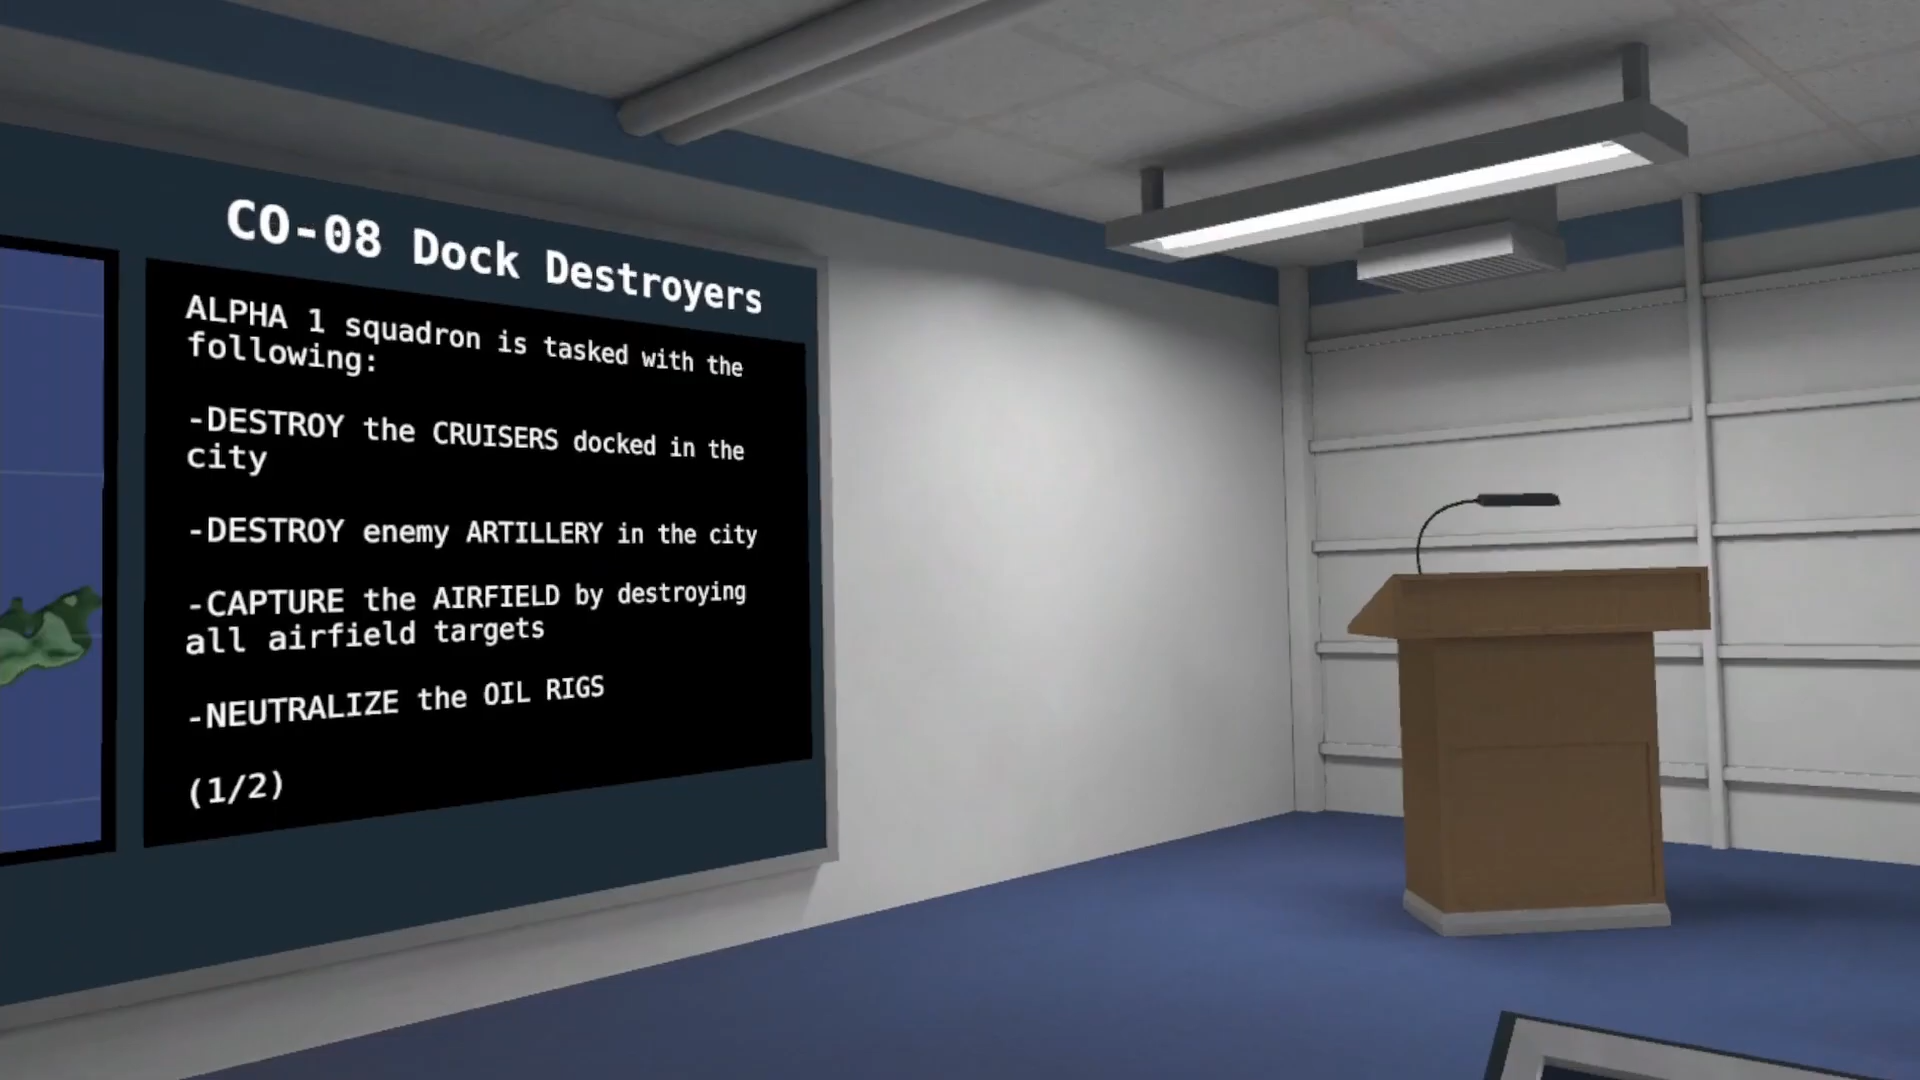 CO-08 Dock Destroyers
ALPHA 1 squadron is tasked with the
following:
-DESTROY the CRUISERS docked in the
city
-DESTROY enemy ARTILLERY in the city
-CAPTURE the AIRFIELD by destroying
all airfield targets
-NEUTRALIZE the OIL RIGS
(1/2)